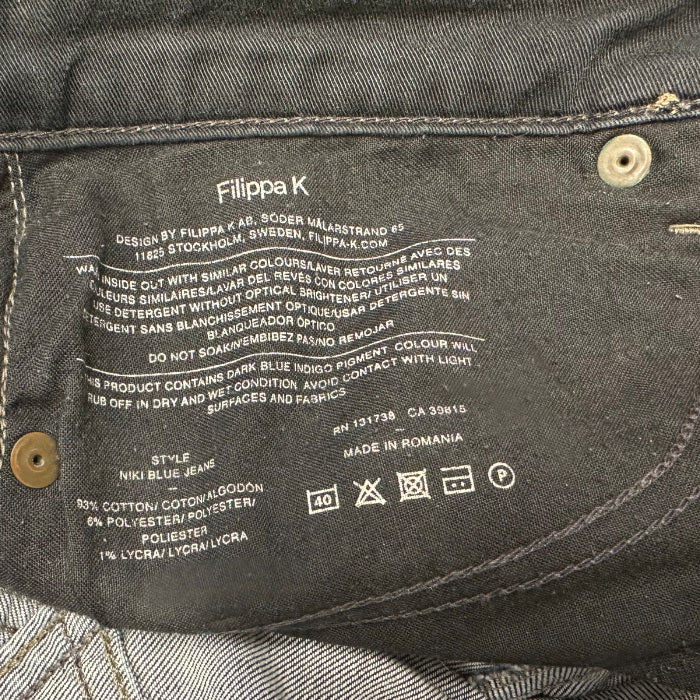 Filippa K
DESIGN BY FILIPPA K AB, SÖDER MÄLARSTRAND 65
11825 STOCKHOLM, SWEDEN, FILIPPA-K.COM
INSIDE OUT WITH SIMILAR COLOURS/LAVER RETOURNÉ AVEC DES
COULEURS SIMILAIRES/LAVAR DEL REVÉS CON COLORES SIMILARES
USE DETERGENT WITHOUT OPTICAL BRIGHTENER/ UTILISER UN
DETERGENT SANS BLANCHISSEMENT OPTIQUE/USAR DETERGENTE SIN
BLANQUEADOR ÓPTICO
DO NOT SOAK/N'EMBIBEZ PAS/NO REMOJAR
THIS PRODUCT CONTAINS DARK BLUE INDIGO PIGMENT. COLOUR WILL
RUB OFF IN DRY AND WET CONDITION. AVOID CONTACT WITH LIGHT
SURFACES AND FABRICS
RN 131738 CA 39816
–
MADE IN ROMANIA
STYLE
NIKI BLUE JEANS
–
93% COTTON/ COTON/ALGODÓN
6% POLYESTER/ POLYESTER/
POLIESTER
1% LYCRA/ LYCRA/ LYCRA
40
P